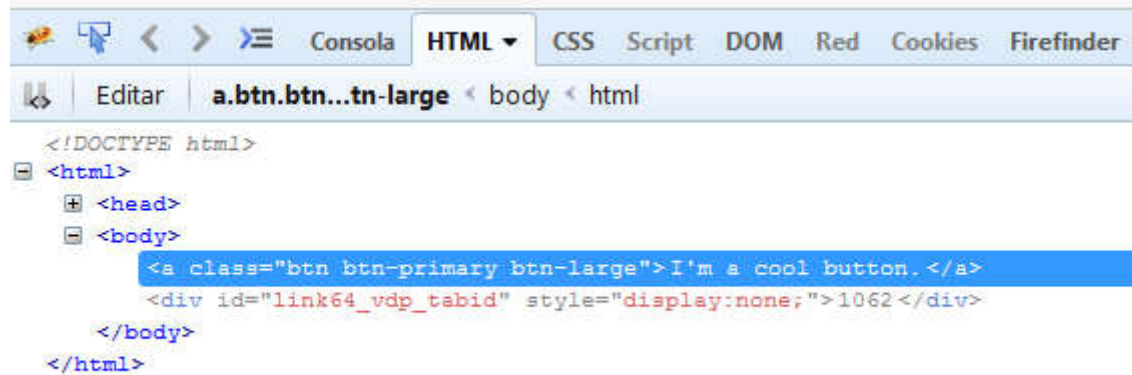 Consola HTML CSS Script DOM Red Cookies Firefinder
Editar a.btn.btn...tn-large < body < html
<!DOCTYPE html>
<html>
<head>
<body>
<a class="btn btn-primary btn-large">I'm a cool button.</a>
<div id="link64_vdp_tabid" style="display:none;">1062</div>
</body>
</html>